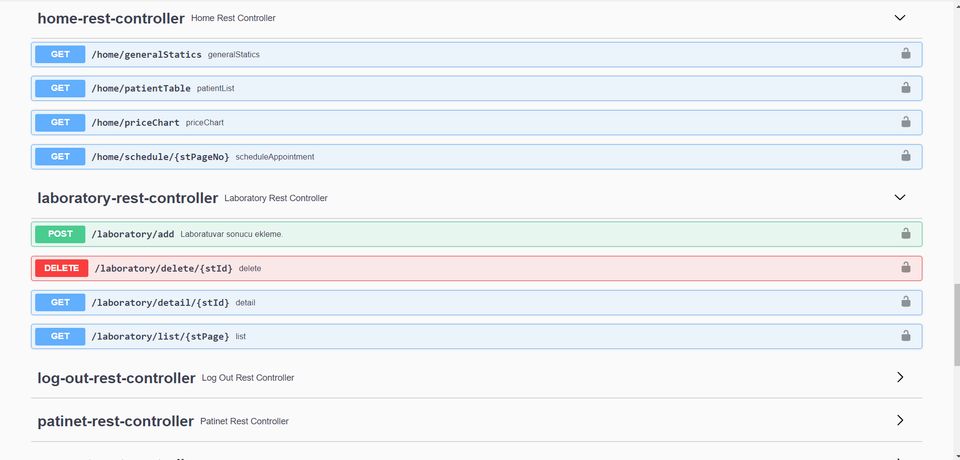 home-rest-controller Home Rest Controller
GET /home/generalStatics generalStatics
GET /home/patientTable patientList
GET /home/priceChart priceChart
GET /home/schedule/{stPageNo} scheduleAppointment
laboratory-rest-controller Laboratory Rest Controller
POST /laboratory/add Laboratuvar sonucu ekleme.
DELETE /laboratory/delete/{stId} delete
GET /laboratory/detail/{stId} detail
GET /laboratory/list/{stPage} list
log-out-rest-controller Log Out Rest Controller
patinet-rest-controller Patinet Rest Controller